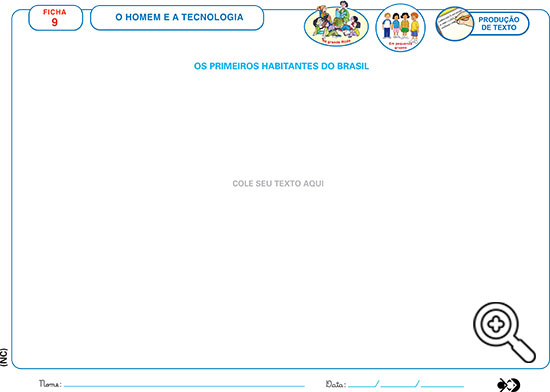 FICHA
9
O HOMEM E A TECNOLOGIA
PRODUÇÃO
DE TEXTO
OS PRIMEIROS HABITANTES DO BRASIL
COLE SEU TEXTO AQUI
(NC)
Nome: Data: / /